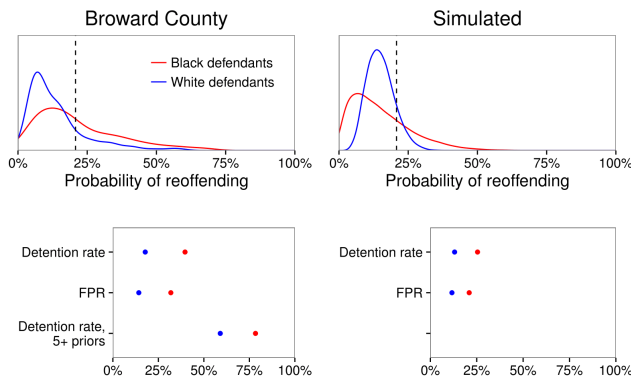 Broward County
Simulated
Black defendants
White defendants
0% 25% 50% 75% 100%
0% 25% 50% 75% 100%
Probability of reoffending
Probability of reoffending
Detention rate
FPR
Detention rate,
5+ priors
0% 25% 50% 75% 100%
Detention rate
FPR
0% 25% 50% 75% 100%